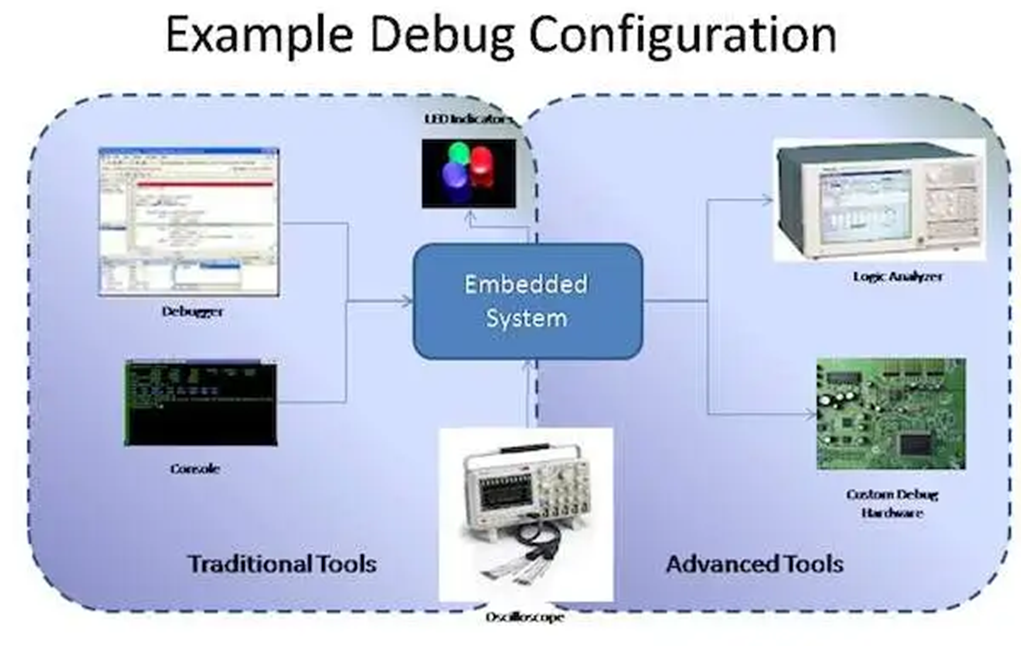 Example Debug Configuration
LED Indicators
Debugger
Embedded
System
Logic Analyzer
Console
Custom Debug
Hardware
Traditional Tools
Advanced Tools
Oscilloscope